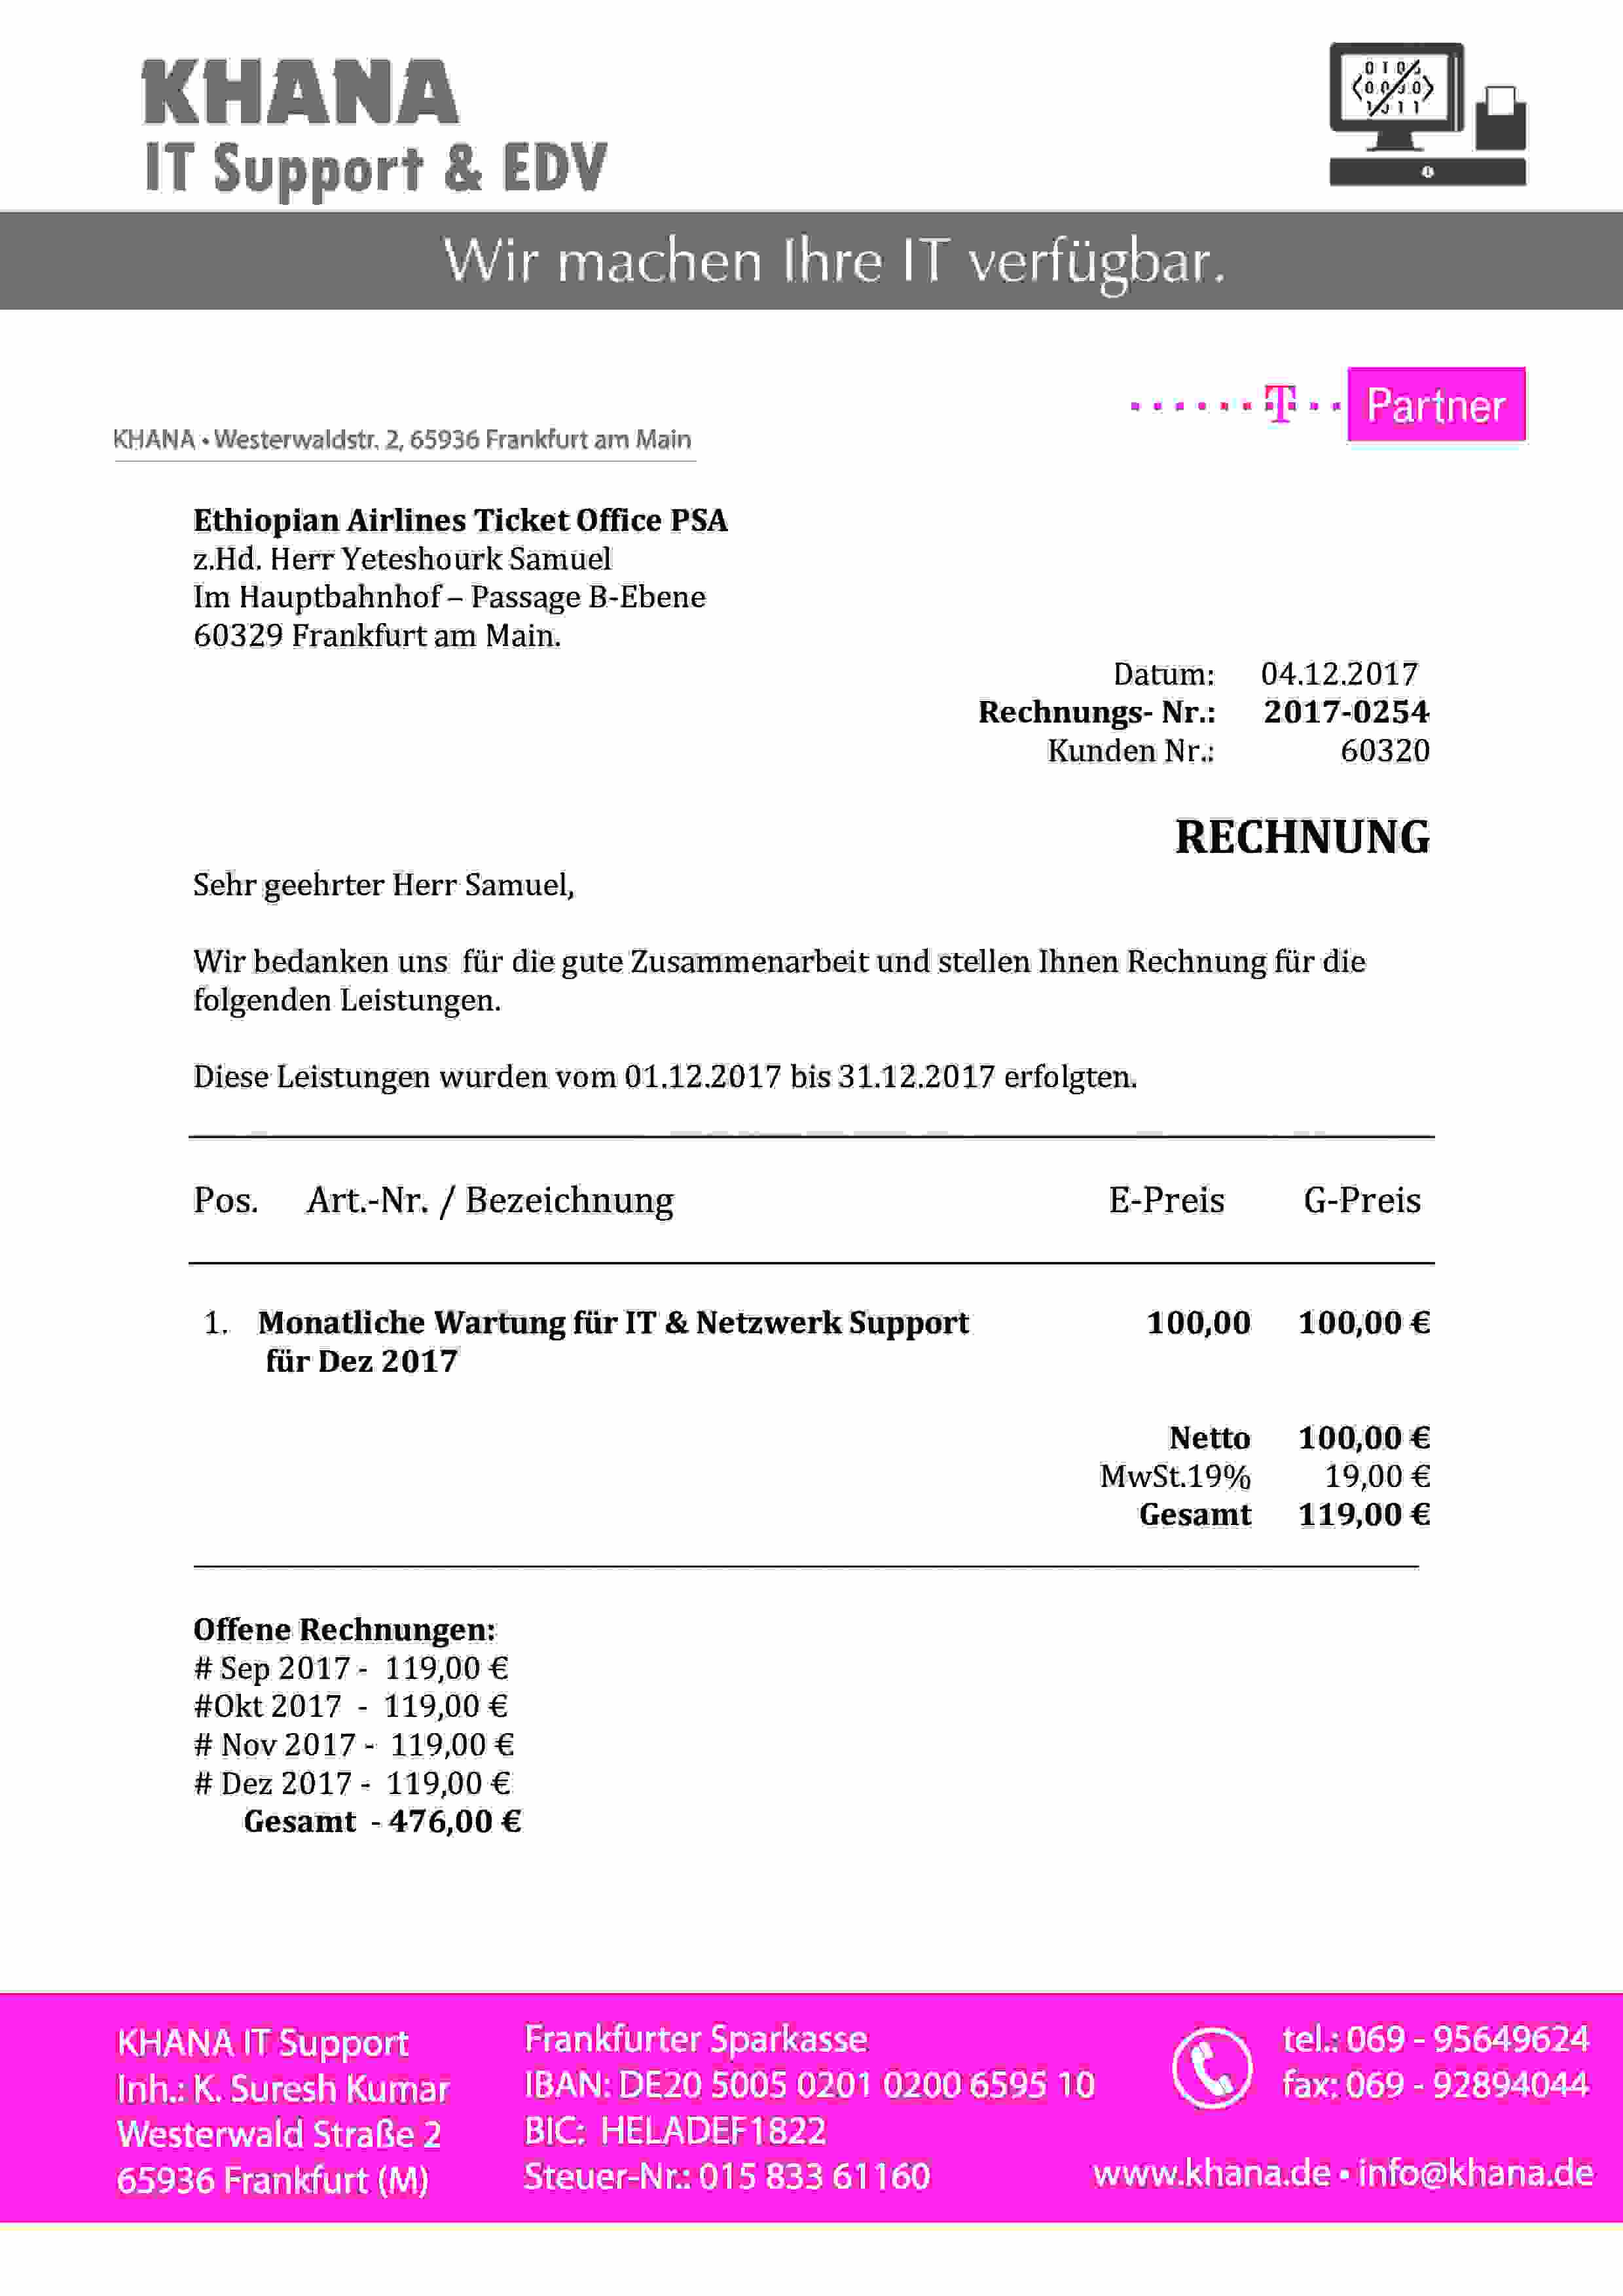 KHANA
IT Support & EDV
Wir machen Ihre IT verfügbar.
T Partner
KHANA • Westerwaldstr. 2, 65936 Frankfurt am Main
Ethiopian Airlines Ticket Office PSA
z.Hd. Herr Yeteshourk Samuel
Im Hauptbahnhof – Passage B-Ebene
60329 Frankfurt am Main.
Datum: 04.12.2017
Rechnungs- Nr.: 2017-0254
Kunden Nr.: 60320
RECHNUNG
Sehr geehrter Herr Samuel,
Wir bedanken uns für die gute Zusammenarbeit und stellen Ihnen Rechnung für die
folgenden Leistungen.
Diese Leistungen wurden vom 01.12.2017 bis 31.12.2017 erfolgten.
Pos. Art.-Nr. / Bezeichnung E-Preis G-Preis
1. Monatliche Wartung für IT & Netzwerk Support 100,00 100,00 €
für Dez 2017
Netto 100,00 €
MwSt.19% 19,00 €
Gesamt 119,00 €
Offene Rechnungen:
# Sep 2017 - 119,00 €
#Okt 2017 - 119,00 €
# Nov 2017 - 119,00 €
# Dez 2017 - 119,00 €
Gesamt - 476,00 €
KHANA IT Support
Inh.: K. Suresh Kumar
Westerwald Straße 2
65936 Frankfurt (M)
Frankfurter Sparkasse
IBAN: DE20 5005 0201 0200 6595 10
BIC: HELADEF1822
Steuer-Nr.: 015 833 61160
tel.: 069 - 95649624
fax: 069 - 92894044
www.khana.de • info@khana.de